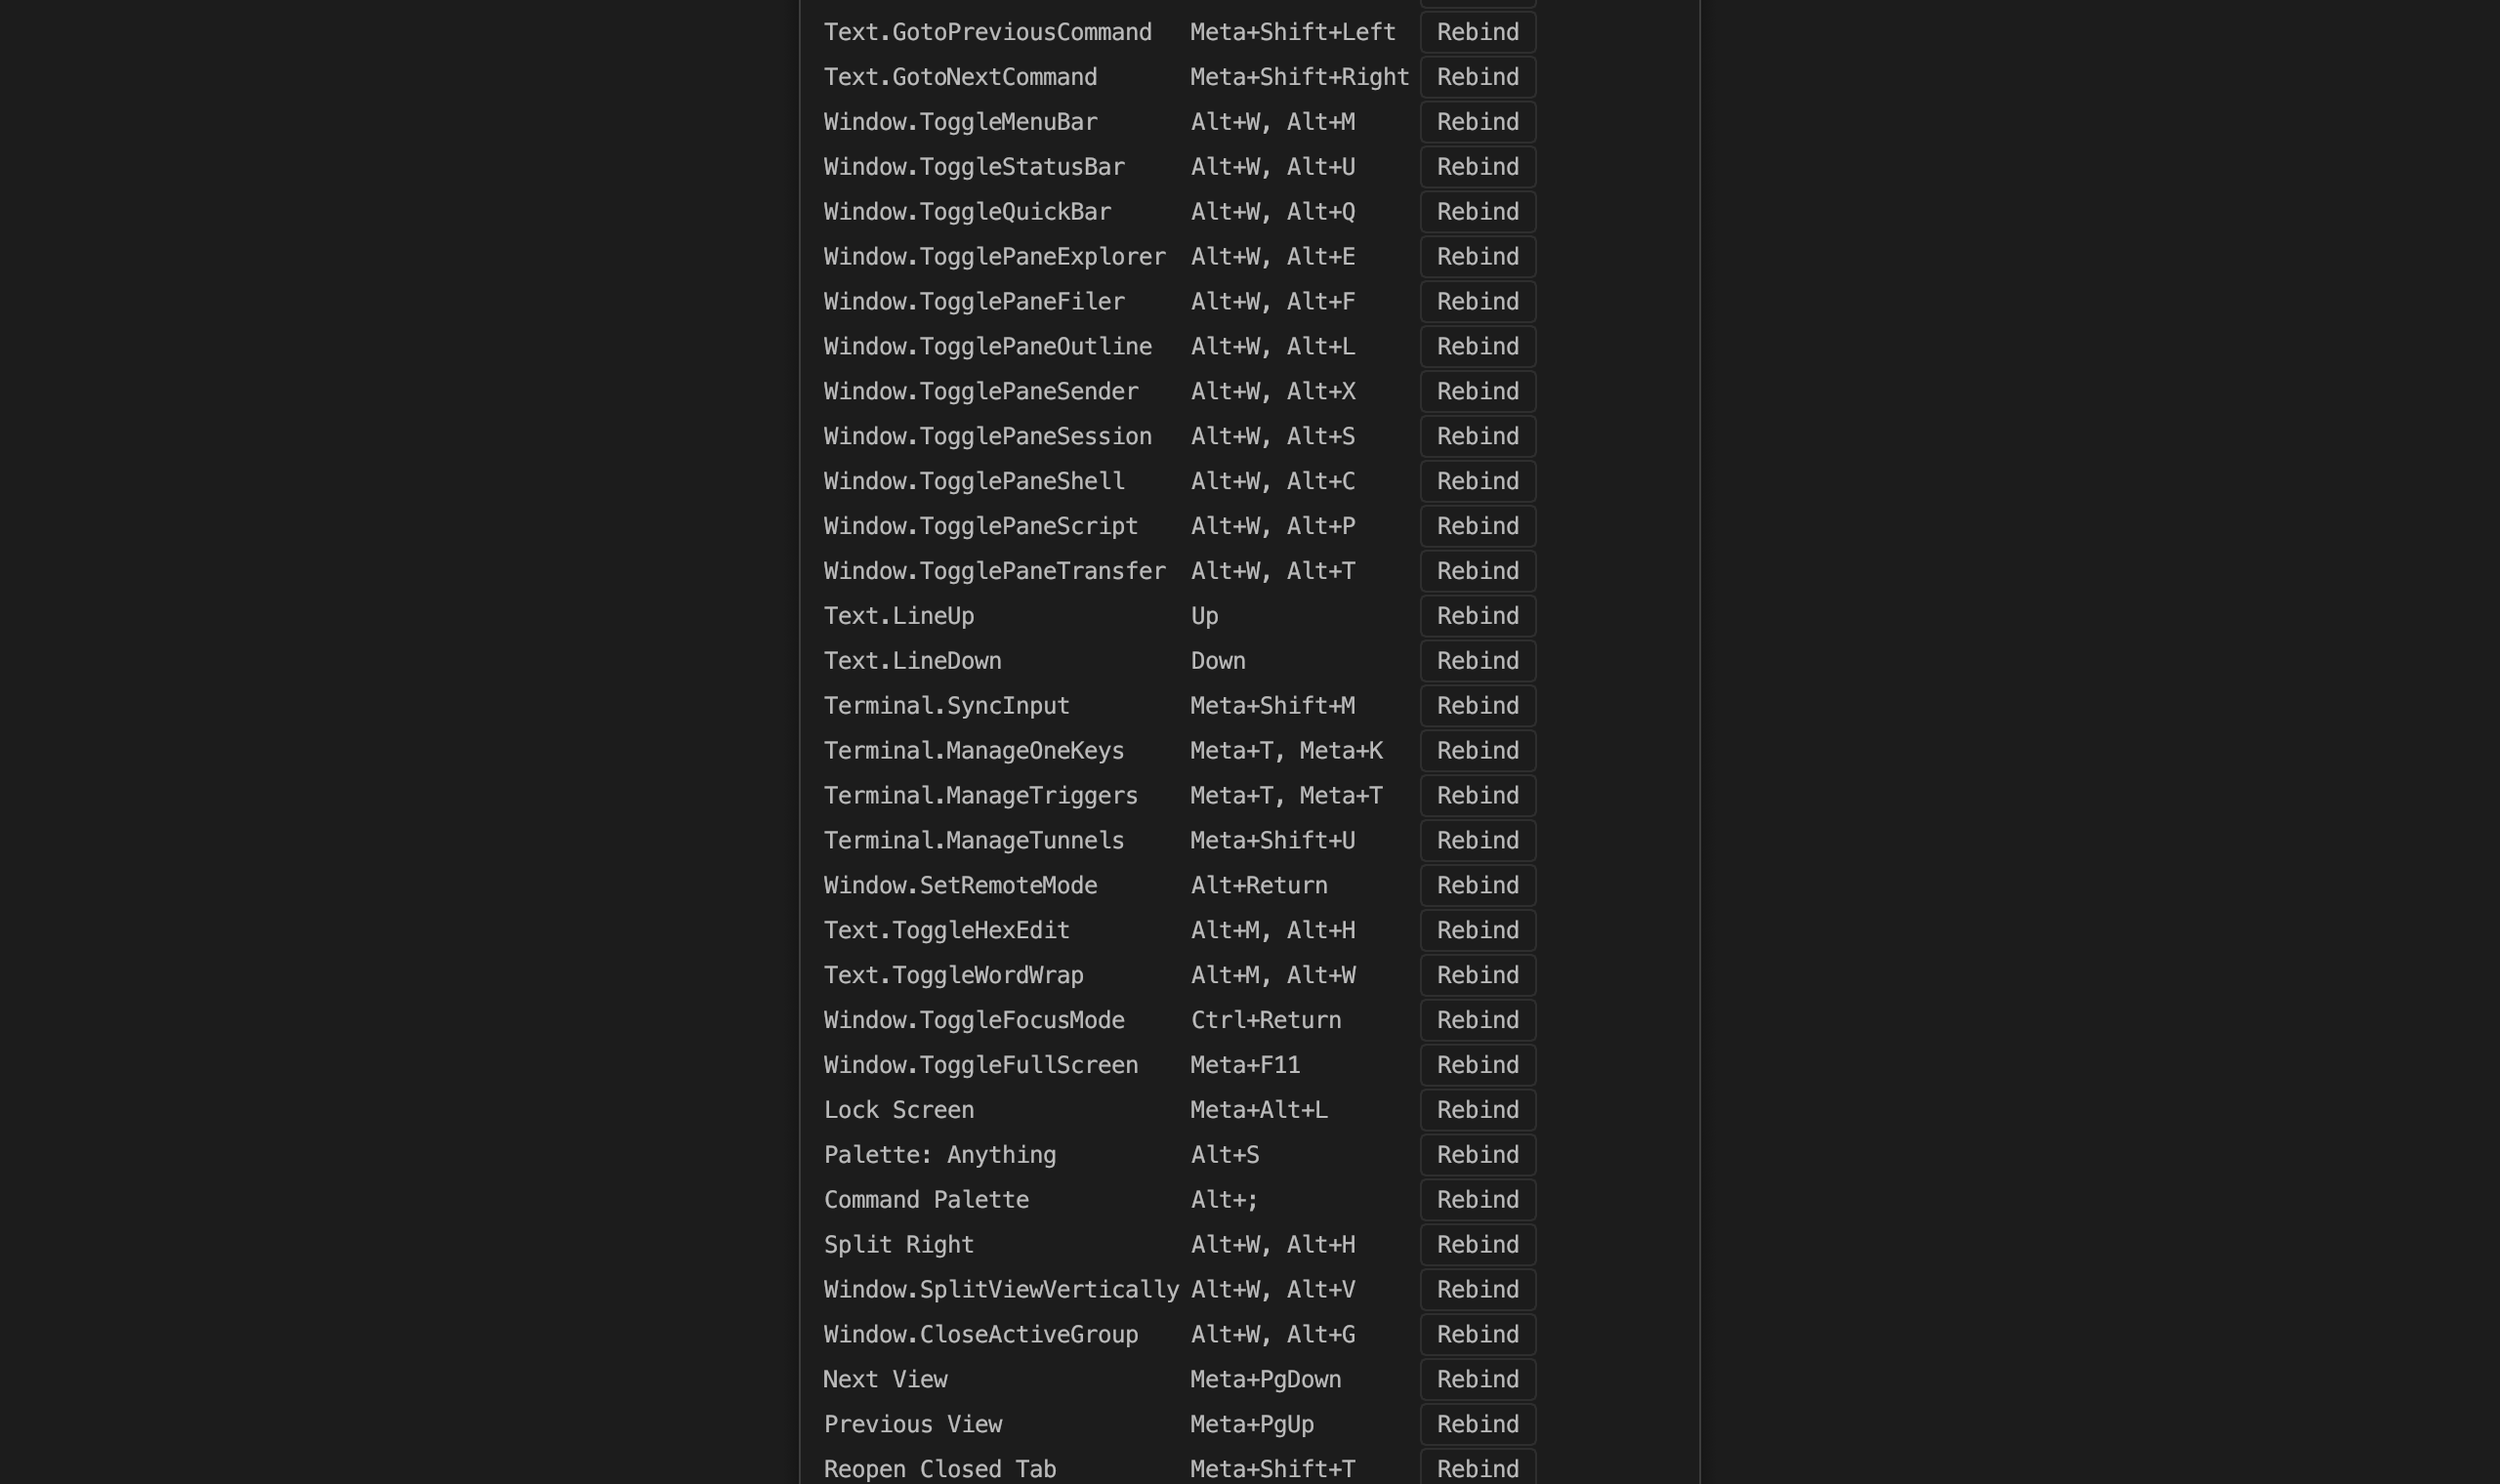 Text.GotoPreviousCommand Meta+Shift+Left Rebind
Text.GotoNextCommand Meta+Shift+Right Rebind
Window.ToggleMenuBar Alt+W, Alt+M Rebind
Window.ToggleStatusBar Alt+W, Alt+U Rebind
Window.ToggleQuickBar Alt+W, Alt+Q Rebind
Window.TogglePaneExplorer Alt+W, Alt+E Rebind
Window.TogglePaneFiler Alt+W, Alt+F Rebind
Window.TogglePaneOutline Alt+W, Alt+L Rebind
Window.TogglePaneSender Alt+W, Alt+X Rebind
Window.TogglePaneSession Alt+W, Alt+S Rebind
Window.TogglePaneShell Alt+W, Alt+C Rebind
Window.TogglePaneScript Alt+W, Alt+P Rebind
Window.TogglePaneTransfer Alt+W, Alt+T Rebind
Text.LineUp Up Rebind
Text.LineDown Down Rebind
Terminal.SyncInput Meta+Shift+M Rebind
Terminal.ManageOneKeys Meta+T, Meta+K Rebind
Terminal.ManageTriggers Meta+T, Meta+T Rebind
Terminal.ManageTunnels Meta+Shift+U Rebind
Window.SetRemoteMode Alt+Return Rebind
Text.ToggleHexEdit Alt+M, Alt+H Rebind
Text.ToggleWordWrap Alt+M, Alt+W Rebind
Window.ToggleFocusMode Ctrl+Return Rebind
Window.ToggleFullScreen Meta+F11 Rebind
Lock Screen Meta+Alt+L Rebind
Palette: Anything Alt+S Rebind
Command Palette Alt+; Rebind
Split Right Alt+W, Alt+H Rebind
Window.SplitViewVertically Alt+W, Alt+V Rebind
Window.CloseActiveGroup Alt+W, Alt+G Rebind
Next View Meta+PgDown Rebind
Previous View Meta+PgUp Rebind
Reopen Closed Tab Meta+Shift+T Rebind